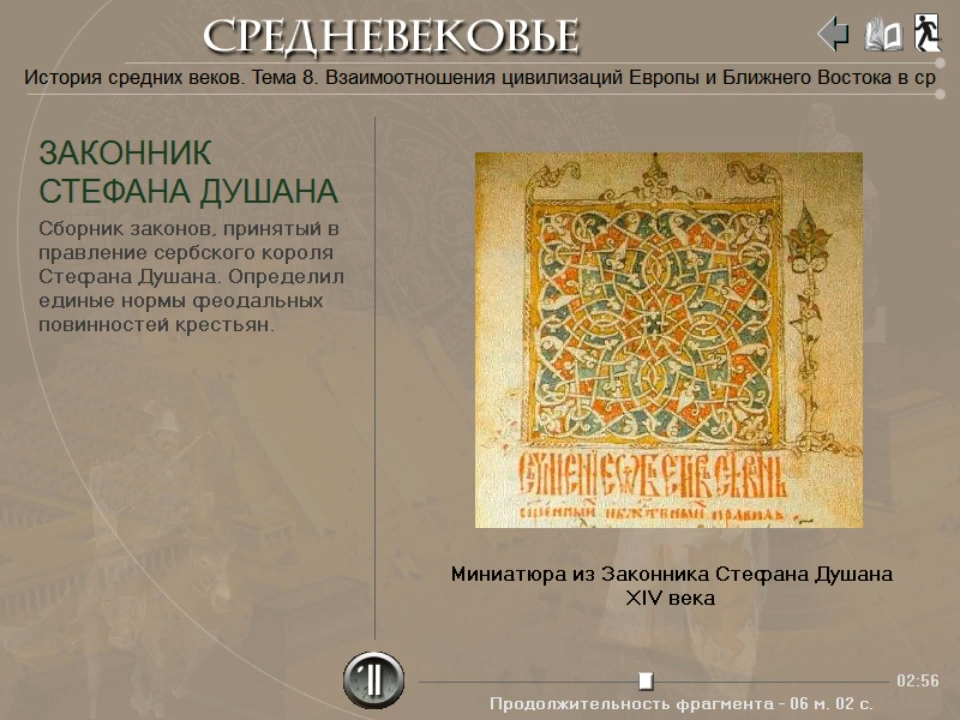 СРЕДНЕВЕКОВЬЕ
История средних веков. Тема 8. Взаимоотношения цивилизаций Европы и Ближнего Востока в ср
ЗАКОННИК
СТЕФАНА ДУШАНА
Сборник законов, принятый в
правление сербского короля
Стефана Душана. Определил
единые нормы феодальных
повинностей крестьян.
Миниатюра из Законника Стефана Душана
XIV века
02:56
Продолжительность фрагмента - 06 м. 02 с.